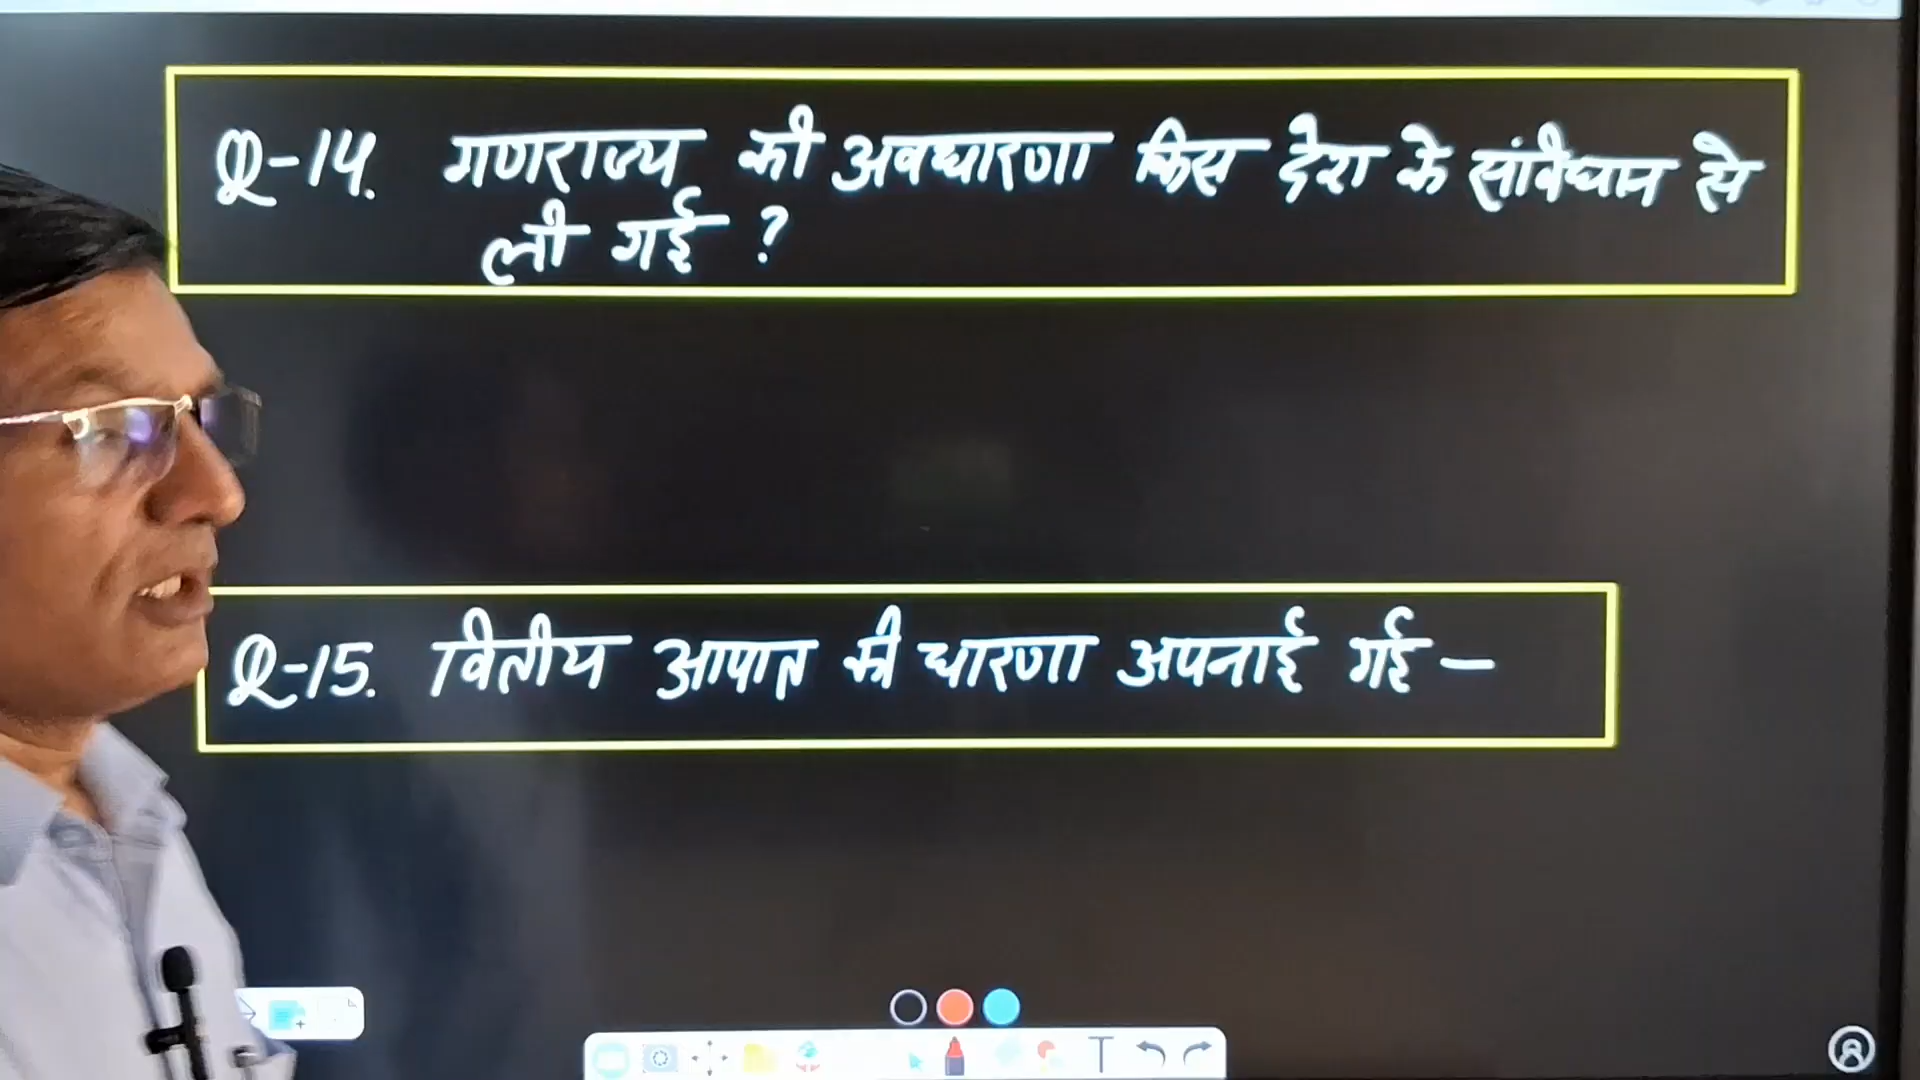 Q-14. गणराज्य की अवधारणा किस देश के संविधान से
ली गई ?
Q-15. वित्तीय आपात की धारणा अपनाई गई -